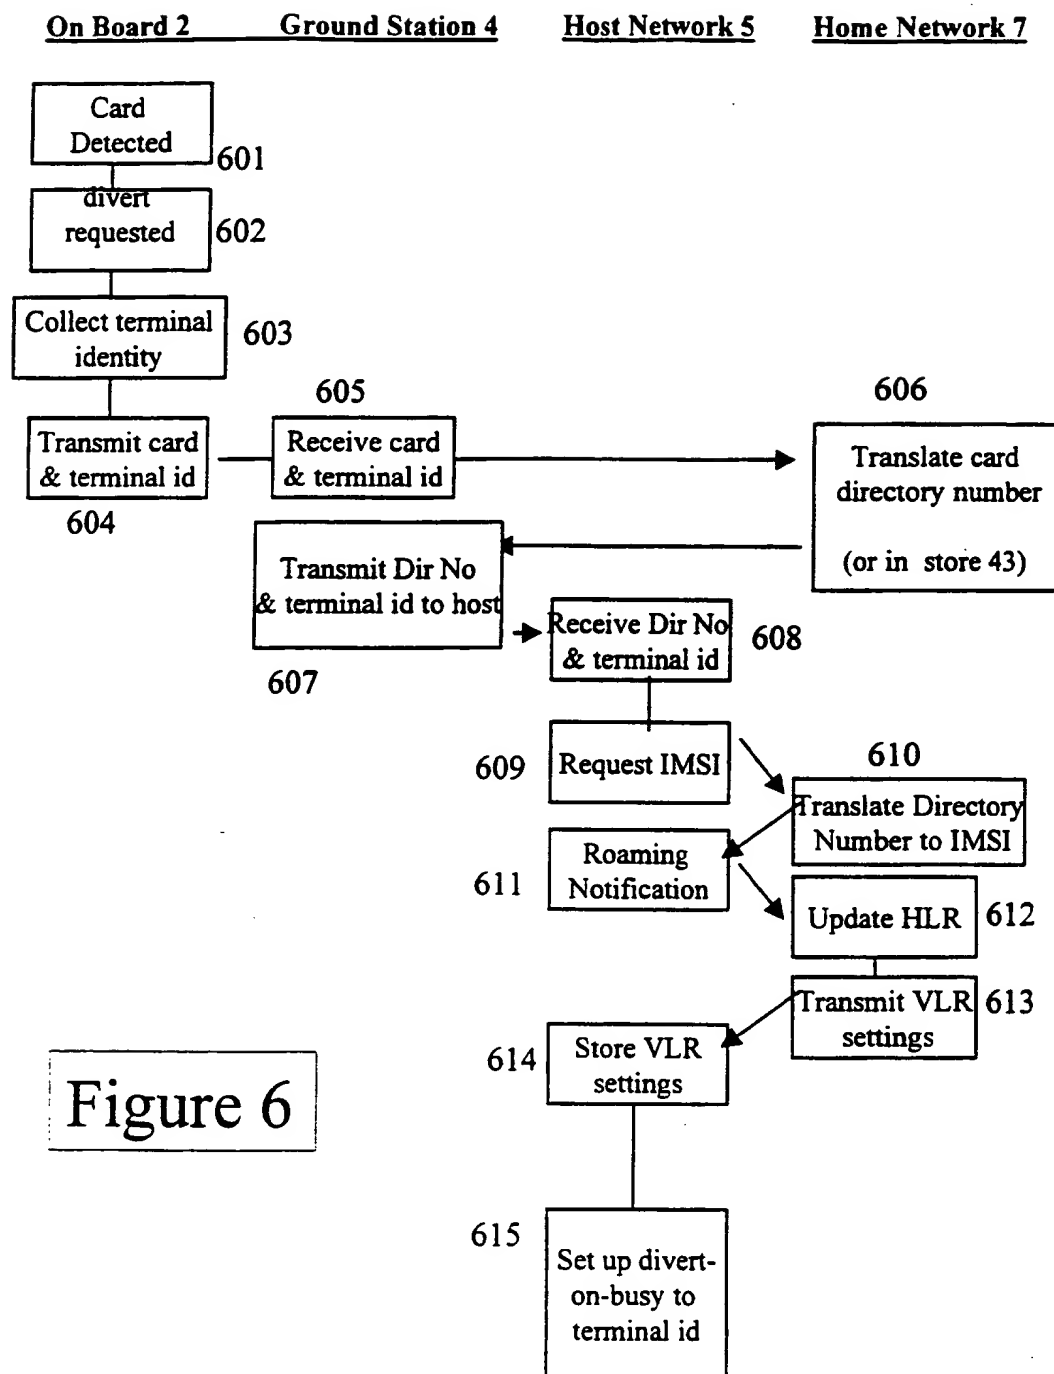 On Board 2 Ground Station 4 Host Network 5 Home Network 7
Card
Detected
601
divert
requested
602
Collect terminal
identity
603
605
606
Transmit card
& terminal id
604
Receive card
& terminal id
Translate card
directory number
(or in store 43)
Transmit Dir No
& terminal id to host
607
Receive Dir No
& terminal id
608
609
Request IMSI
610
Translate Directory
Number to IMSI
611
Roaming
Notification
Update HLR
612
Transmit VLR
settings
613
614
Store VLR
settings
Figure 6
615
Set up divert-
on-busy to
terminal id